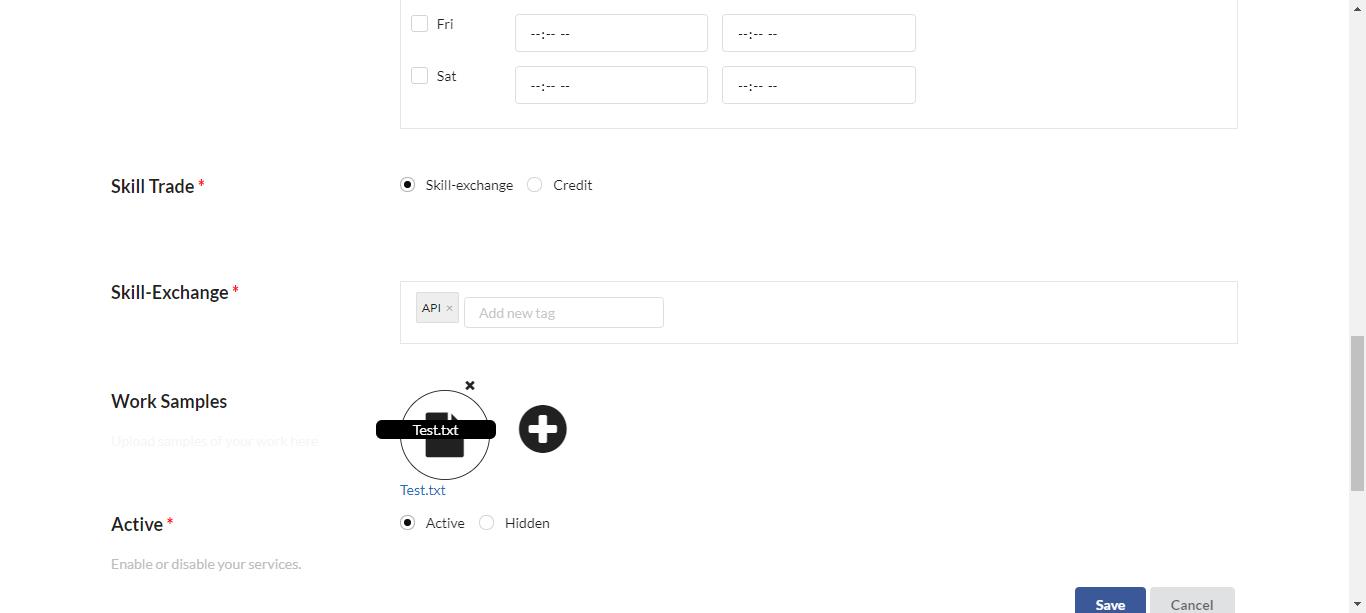 Fri --:-- -- --:-- --
Sat --:-- -- --:-- --
Skill Trade * Skill-exchange Credit
Skill-Exchange * API × Add new tag
Work Samples
Test.txt
Upload samples of your work here
Test.txt
Active * Active Hidden
Enable or disable your services.
Save Cancel